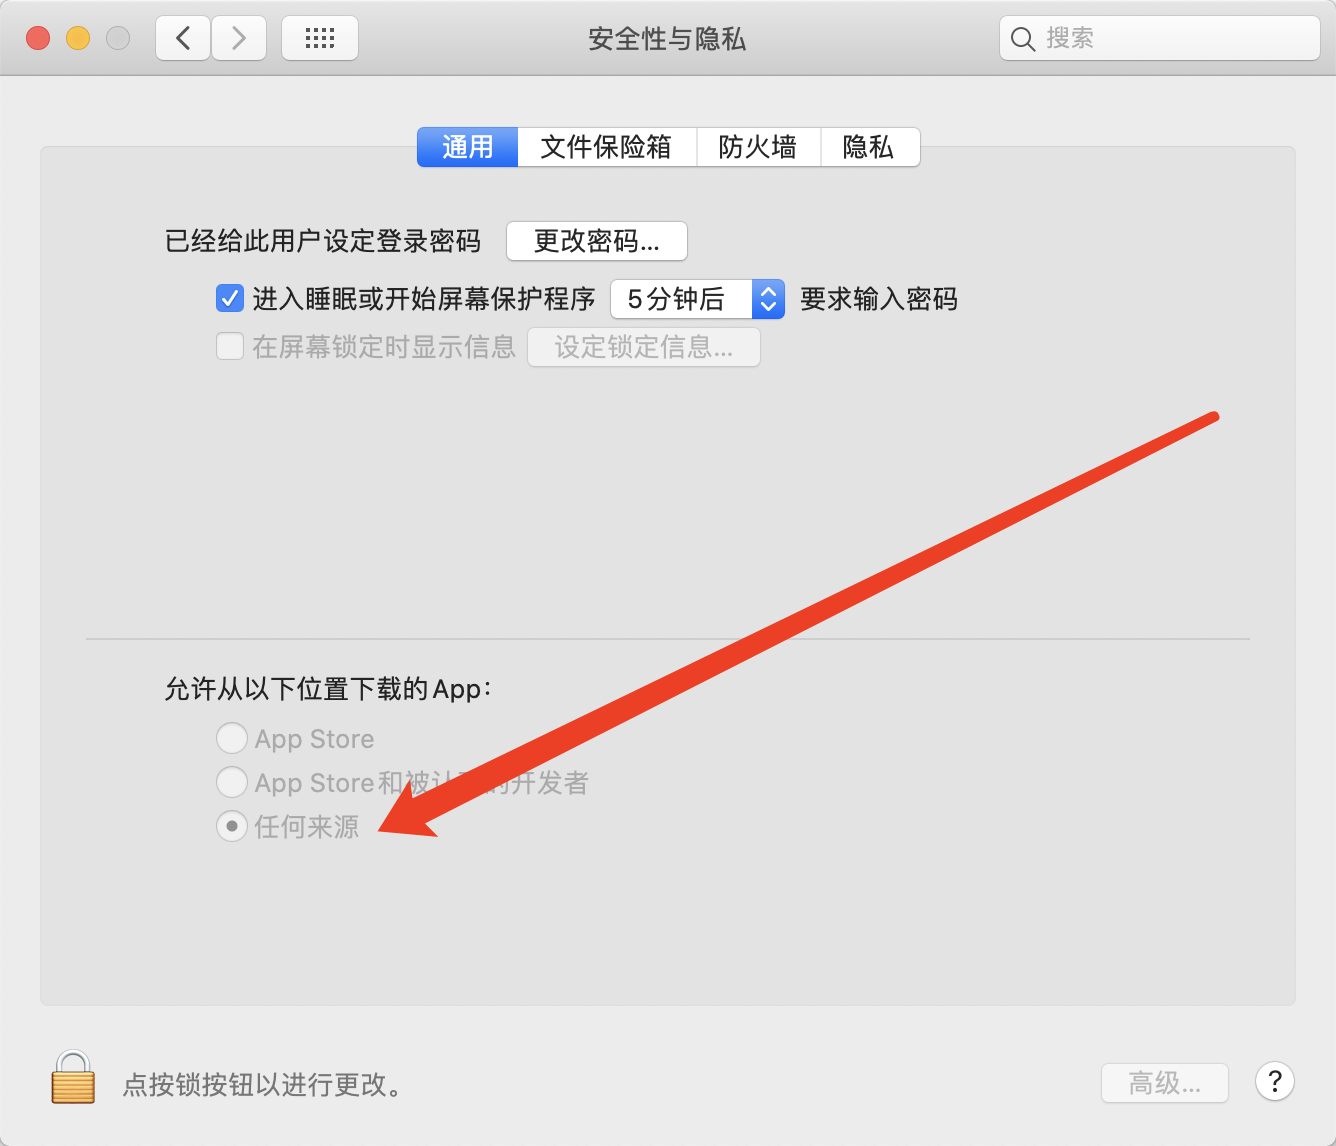 安全性与隐私
搜索
通用 文件保险箱 防火墙 隐私
已经给此用户设定登录密码 更改密码...
进入睡眠或开始屏幕保护程序 5分钟后 要求输入密码
在屏幕锁定时显示信息 设定锁定信息...
允许从以下位置下载的App：
App Store
App Store和被 开发者
任何来源
点按锁按钮以进行更改。
高级... ?